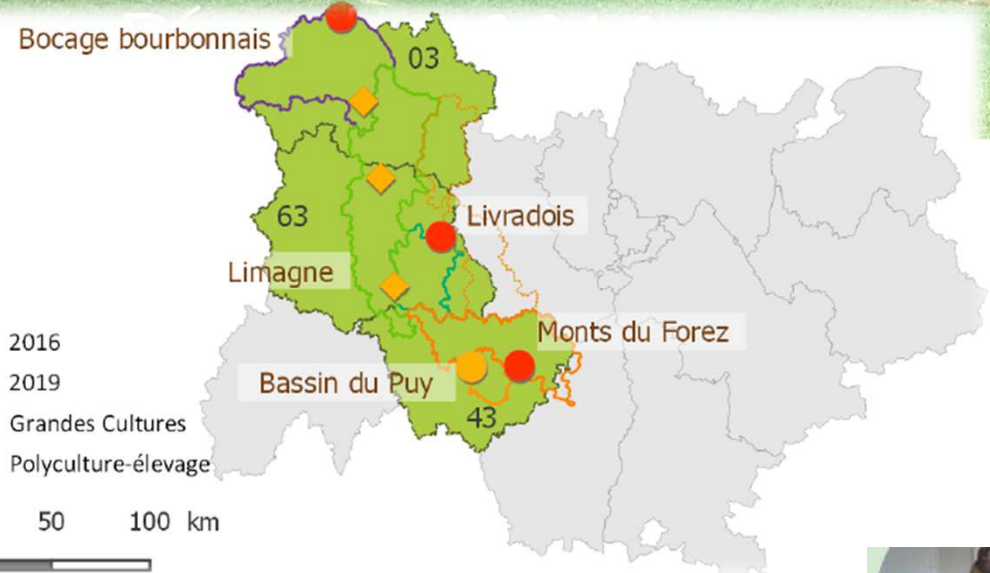 Bocage bourbonnais
03
63
Livradois
Limagne
Monts du Forez
2016
2019
Bassin du Puy
43
Grandes Cultures
Polyculture-élevage
50 100 km